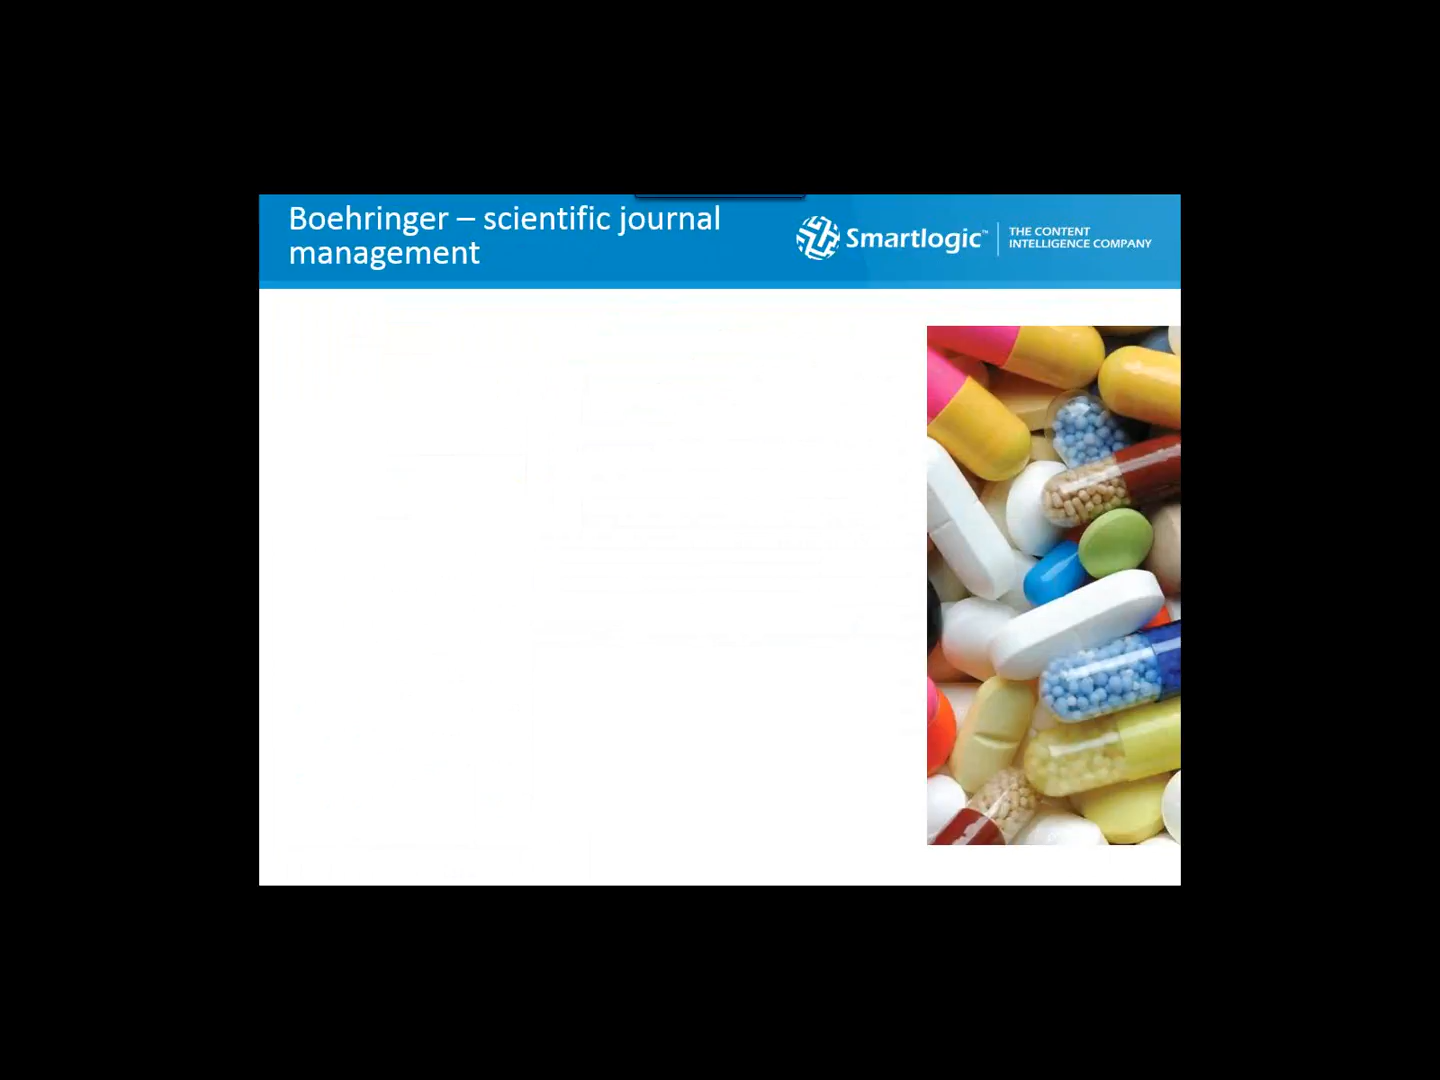 Boehringer – scientific journal
management
Smartlogic™
THE CONTENT
INTELLIGENCE COMPANY